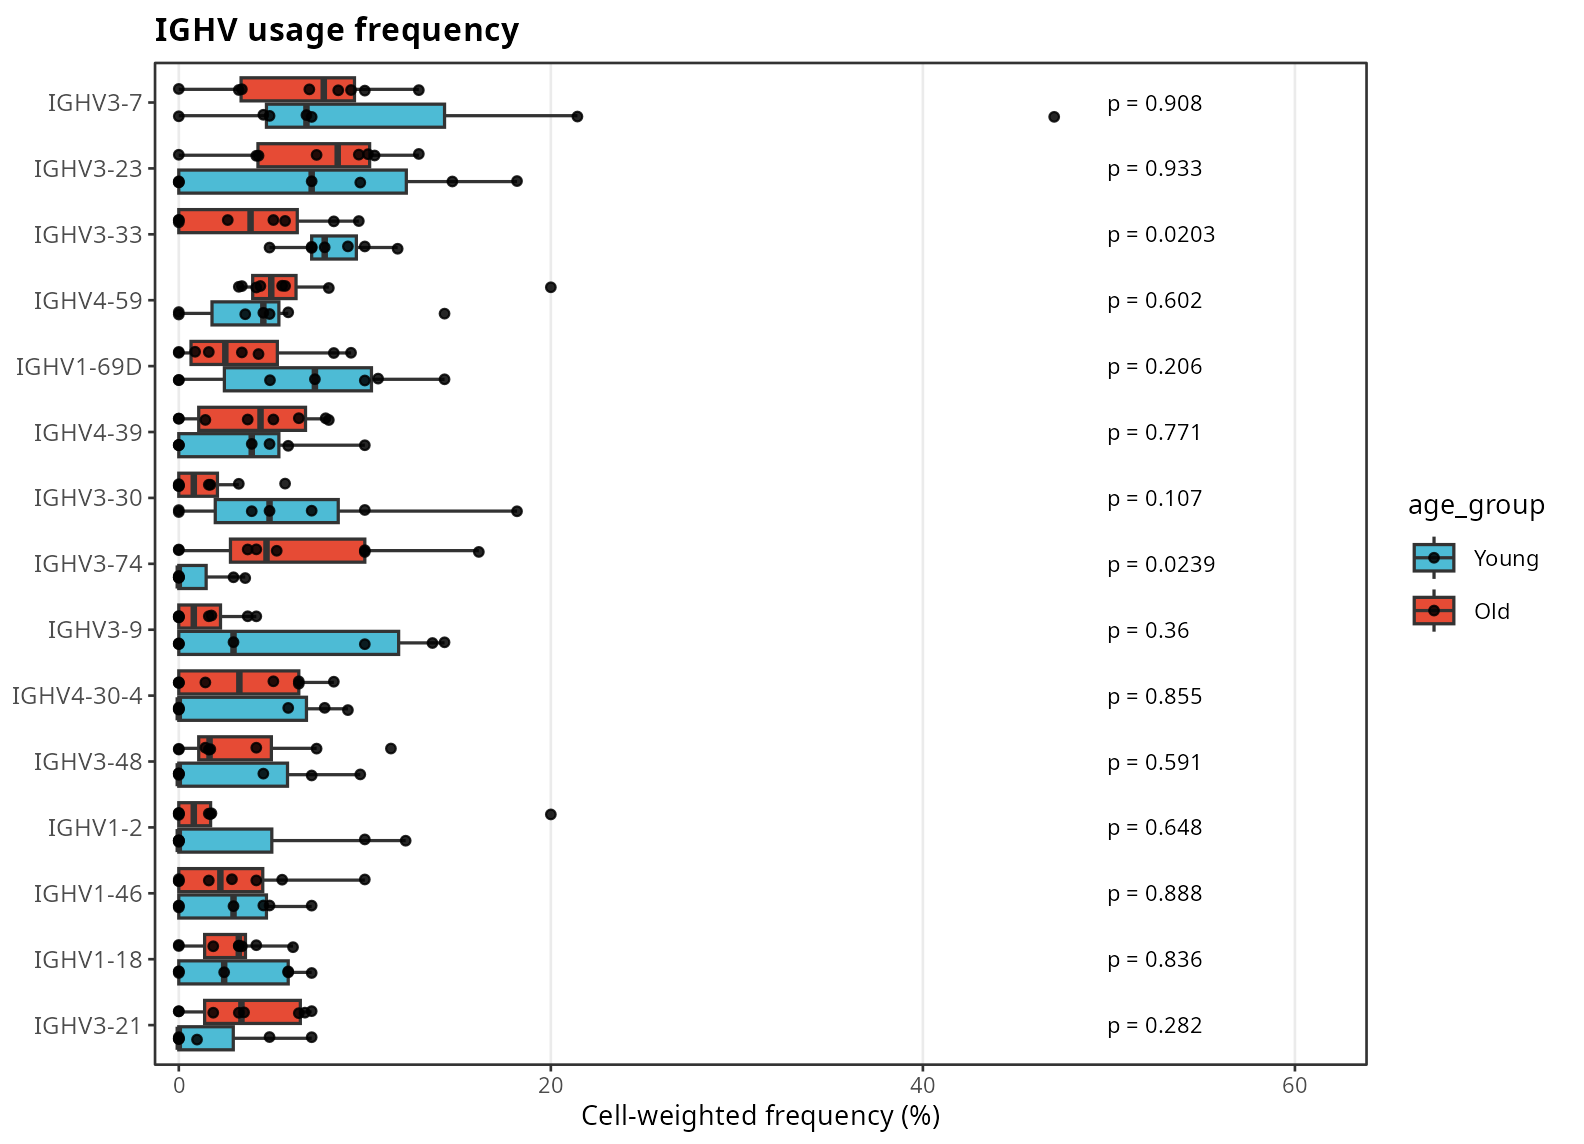 IGHV usage frequency
IGHV3-7
p = 0.908
IGHV3-23
p = 0.933
IGHV3-33
p = 0.0203
IGHV4-59
p = 0.602
IGHV1-69D
p = 0.206
IGHV4-39
p = 0.771
IGHV3-30
p = 0.107
IGHV3-74
p = 0.0239
IGHV3-9
p = 0.36
IGHV4-30-4
p = 0.855
IGHV3-48
p = 0.591
IGHV1-2
p = 0.648
IGHV1-46
p = 0.888
IGHV1-18
p = 0.836
IGHV3-21
p = 0.282
0 20 40 60
Cell-weighted frequency (%)
age_group
Young
Old